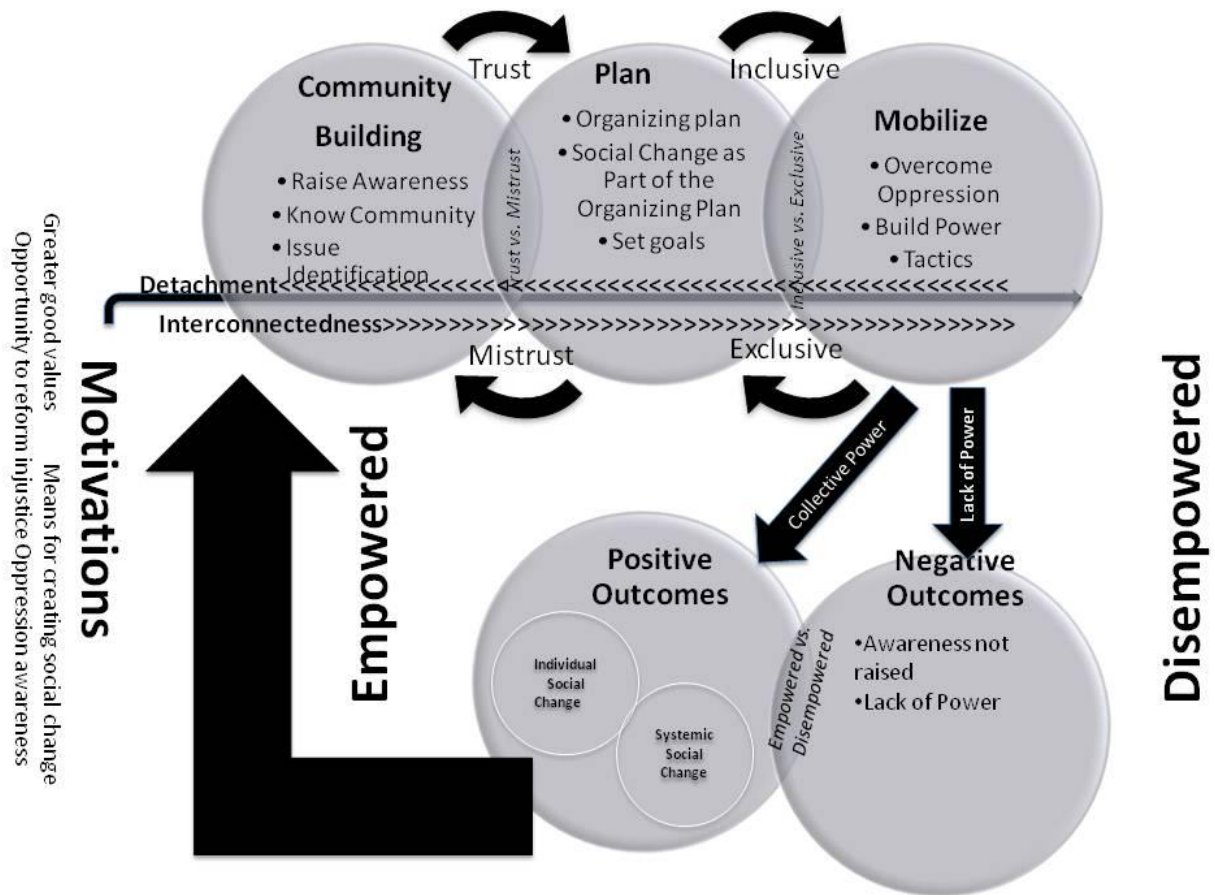 Trust
Inclusive
Community
Building
• Raise Awareness
• Know Community
• Issue
Identification
Trust vs. Mistrust
Plan
• Organizing plan
• Social Change as
Part of the
Organizing Plan
• Set goals
Inclusive vs. Exclusive
Mobilize
• Overcome
Oppression
• Build Power
• Tactics
Detachment<<<<<<<<<<<<<<<<<<<<<<<<<<<<<<<<<<<<<<<<<<<<<<<<<<<<<<<
Interconnectedness>>>>>>>>>>>>>>>>>>>>>>>>>>>>>>>>>>>>>>>>>>>>>>>
Mistrust
Exclusive
Motivations
Greater good values Means for creating social change
Opportunity to reform injustice Oppression awareness
Empowered
Disempowered
Collective Power
Lack of Power
Positive
Outcomes
Individual
Social
Change
Systemic
Social
Change
Empowered vs.
Disempowered
Negative
Outcomes
•Awareness not
raised
•Lack of Power